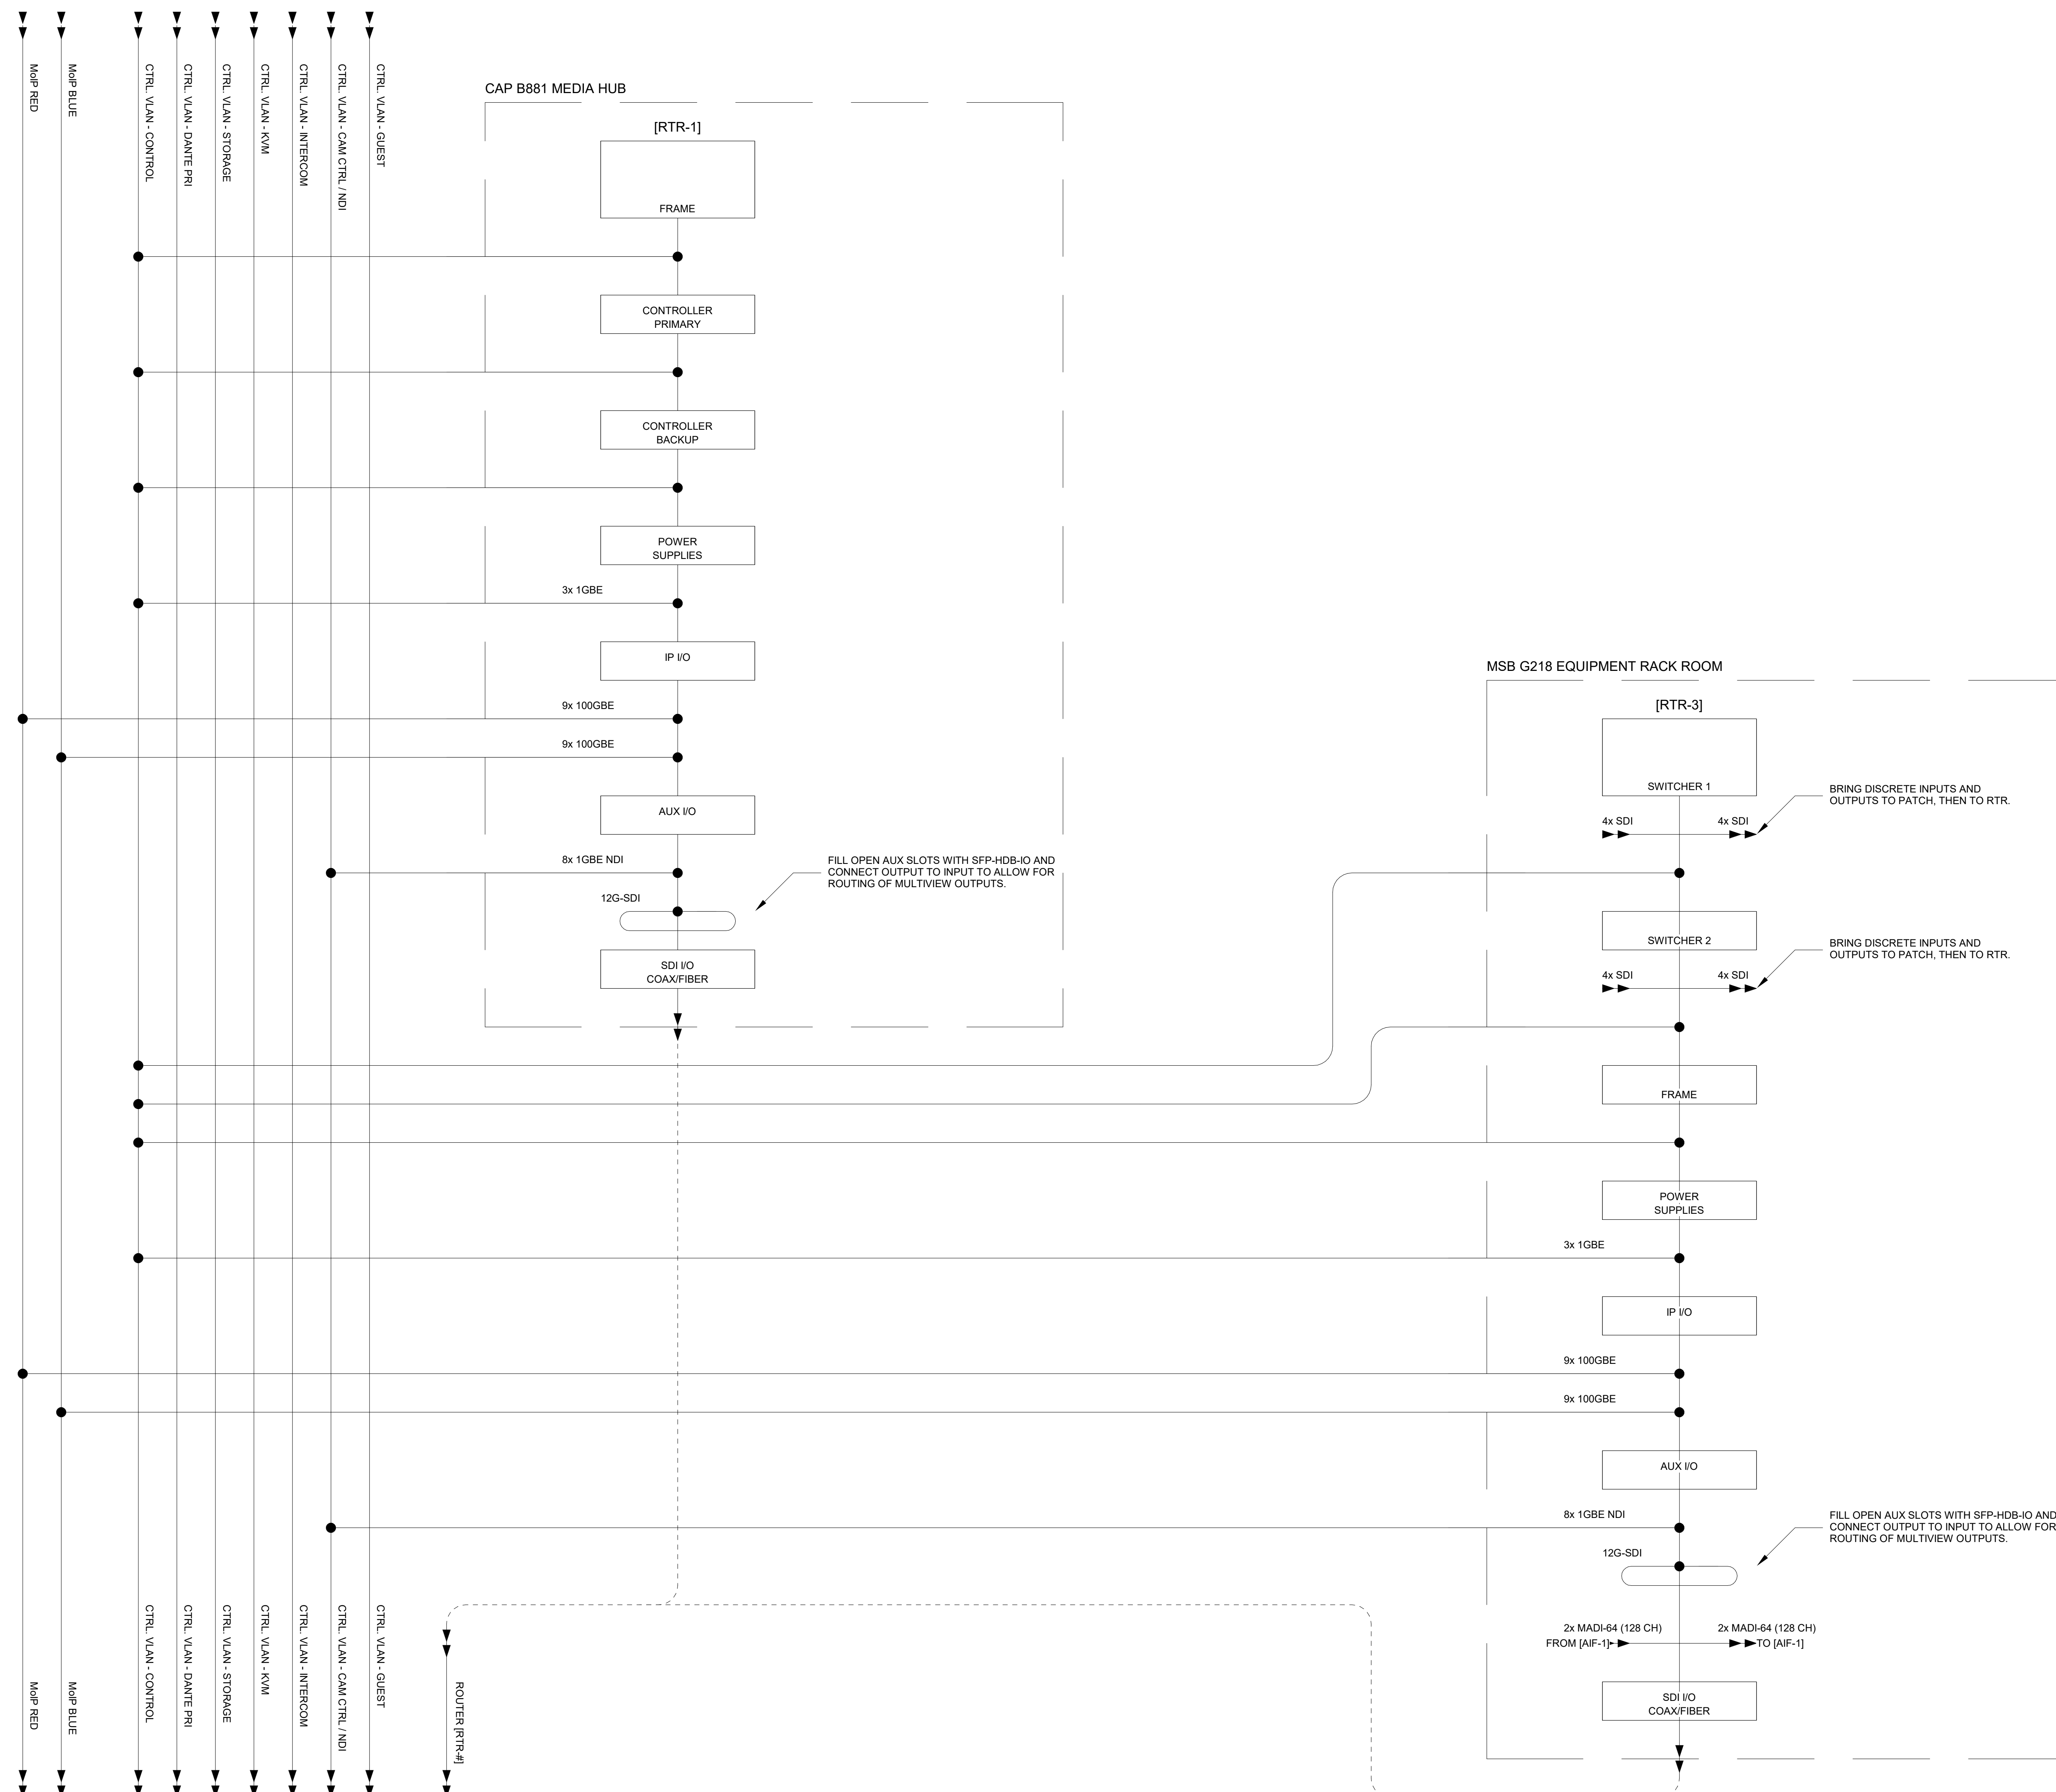 MoIP RED
MoIP BLUE
CTRL. VLAN - CONTROL
CTRL. VLAN - DANTE PRI
CTRL. VLAN - STORAGE
CTRL. VLAN - KVM
CTRL. VLAN - INTERCOM
CTRL. VLAN - CAM CTRL / NDI
CTRL. VLAN - GUEST
CAP B881 MEDIA HUB
[RTR-1]
FRAME
CONTROLLER
PRIMARY
CONTROLLER
BACKUP
POWER
SUPPLIES
3x 1GBE
IP I/O
9x 100GBE
9x 100GBE
AUX I/O
8x 1GBE NDI
12G-SDI
FILL OPEN AUX SLOTS WITH SFP-HDB-IO AND
CONNECT OUTPUT TO INPUT TO ALLOW FOR
ROUTING OF MULTIVIEW OUTPUTS.
SDI I/O
COAX/FIBER
MSB G218 EQUIPMENT RACK ROOM
[RTR-3]
SWITCHER 1
4x SDI
4x SDI
BRING DISCRETE INPUTS AND
OUTPUTS TO PATCH, THEN TO RTR.
SWITCHER 2
4x SDI
4x SDI
BRING DISCRETE INPUTS AND
OUTPUTS TO PATCH, THEN TO RTR.
FRAME
POWER
SUPPLIES
3x 1GBE
IP I/O
9x 100GBE
9x 100GBE
AUX I/O
8x 1GBE NDI
12G-SDI
FILL OPEN AUX SLOTS WITH SFP-HDB-IO AND
CONNECT OUTPUT TO INPUT TO ALLOW FOR
ROUTING OF MULTIVIEW OUTPUTS.
2x MADI-64 (128 CH)
FROM [AIF-1]
2x MADI-64 (128 CH)
TO [AIF-1]
SDI I/O
COAX/FIBER
MoIP RED
MoIP BLUE
CTRL. VLAN - CONTROL
CTRL. VLAN - DANTE PRI
CTRL. VLAN - STORAGE
CTRL. VLAN - KVM
CTRL. VLAN - INTERCOM
CTRL. VLAN - CAM CTRL / NDI
CTRL. VLAN - GUEST
ROUTER [RTR-#]